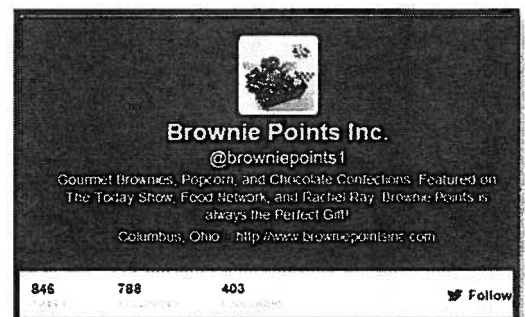 Brownie Points Inc.
@browniepoints1
Gourmet Brownies, Popcorn, and Chocolate Confections. Featured on
The Today Show, Food Network, and Rachel Ray. Brownie Points is
always the Perfect Gift!
Columbus, Ohio http://www.browniepointsinc.com
846 788 403
Follow